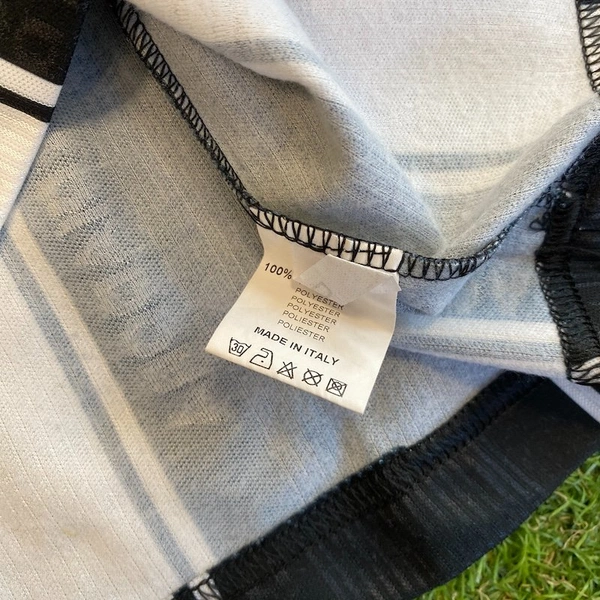 100%
POLYESTER
POLYESTER
POLYESTER
POLIESTER
POLIESTER
MADE IN ITALY
30